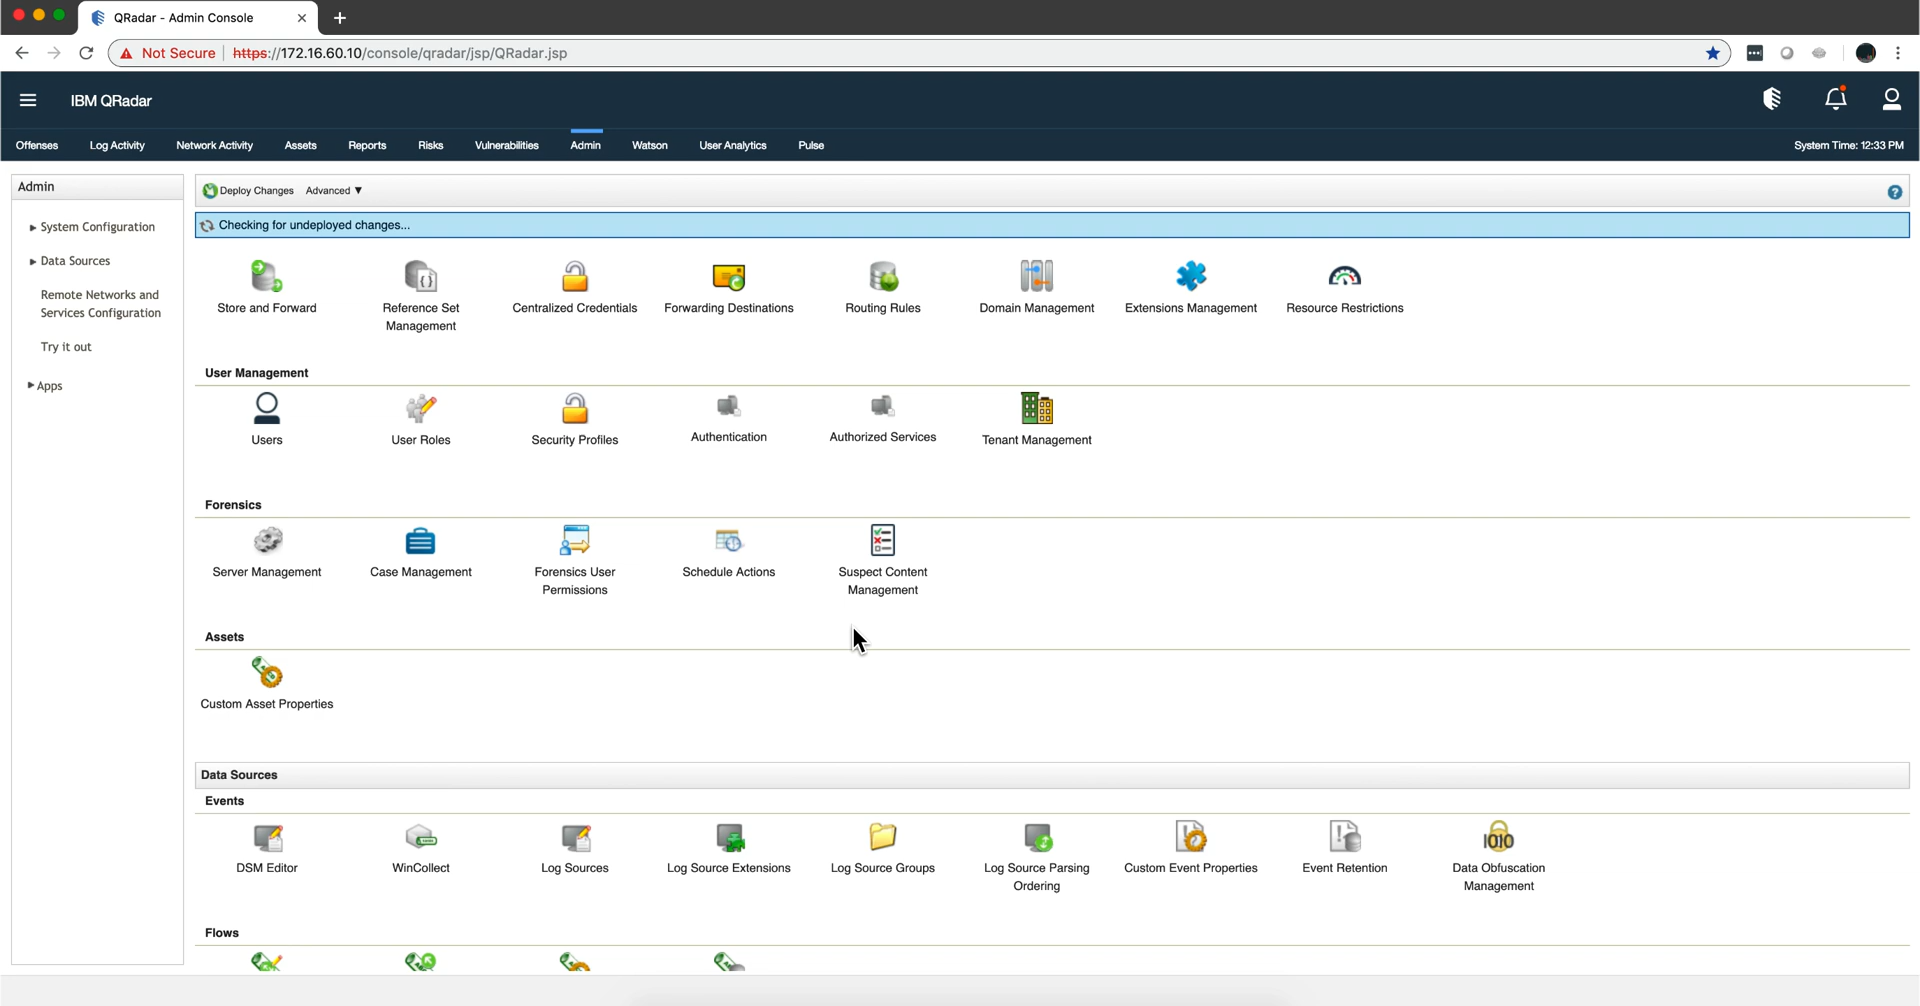 QRadar - Admin Console
Not Secure | https://172.16.60.10/console/qradar/jsp/QRadar.jsp
IBM QRadar
Offenses Log Activity Network Activity Assets Reports Risks Vulnerabilities Admin Watson User Analytics Pulse System Time: 12:33 PM
Admin
System Configuration
Data Sources
Remote Networks and
Services Configuration
Try it out
Apps
Deploy Changes Advanced ▼ ?
Checking for undeployed changes...
Store and Forward
Reference Set
Management
Centralized Credentials
Forwarding Destinations
Routing Rules
Domain Management
Extensions Management
Resource Restrictions
User Management
Users
User Roles
Security Profiles
Authentication
Authorized Services
Tenant Management
Forensics
Server Management
Case Management
Forensics User
Permissions
Schedule Actions
Suspect Content
Management
Assets
Custom Asset Properties
Data Sources
Events
DSM Editor
WinCollect
Log Sources
Log Source Extensions
Log Source Groups
Log Source Parsing
Ordering
Custom Event Properties
Event Retention
1010
Data Obfuscation
Management
Flows